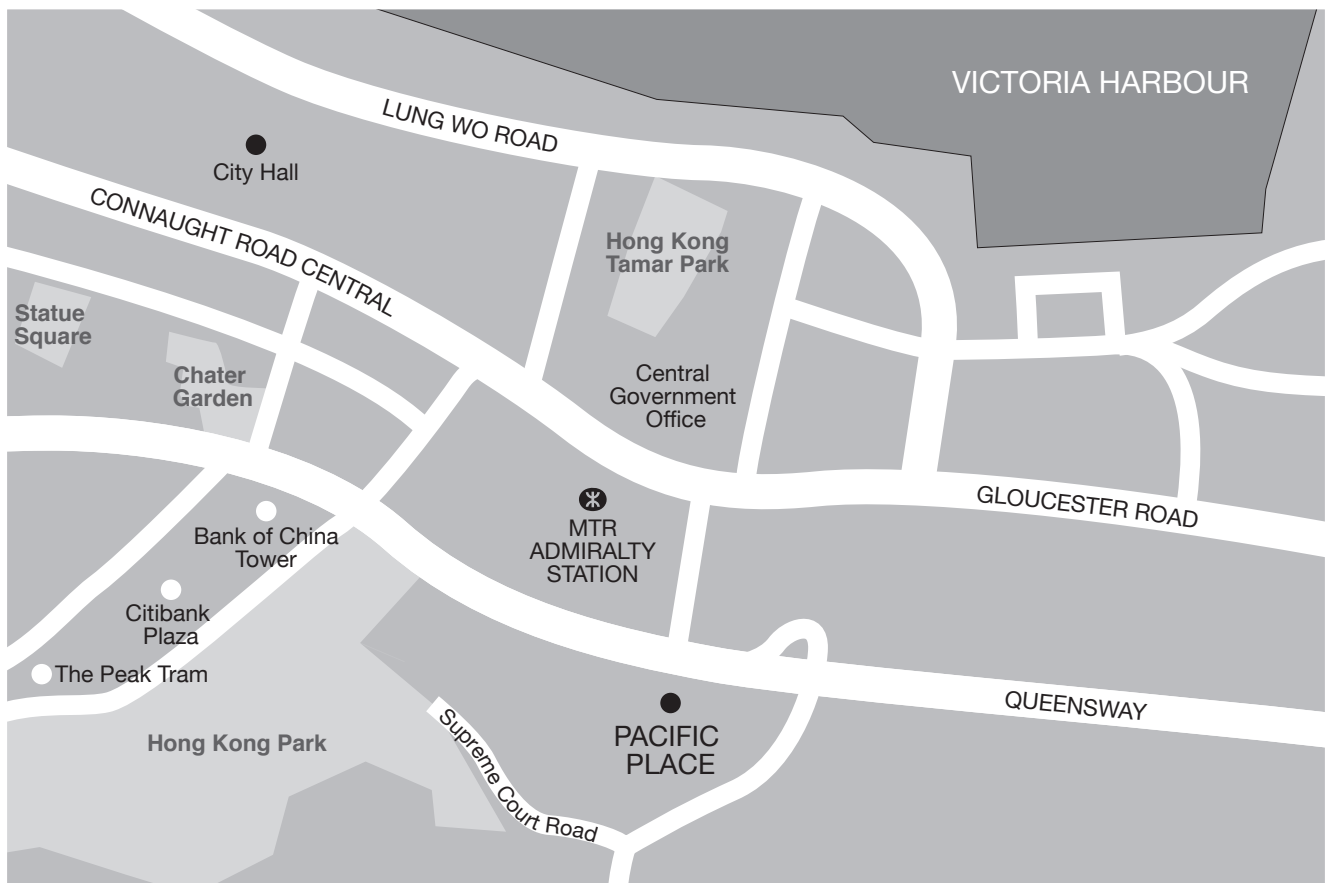 VICTORIA HARBOUR
LUNG WO ROAD
City Hall
CONNAUGHT ROAD CENTRAL
Hong Kong
Tamar Park
Statue
Square
Chater
Garden
Central
Government
Office
MTR
ADMIRALTY
STATION
GLOUCESTER ROAD
Bank of China
Tower
Citibank
Plaza
The Peak Tram
Hong Kong Park
Supreme Court Road
PACIFIC
PLACE
QUEENSWAY